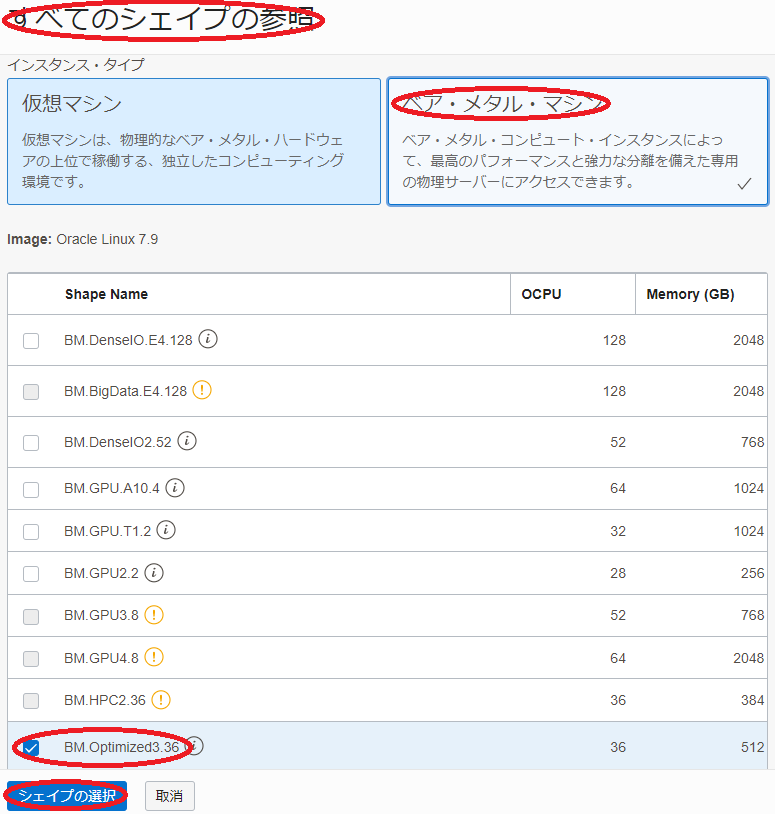 すべてのシェイプの参照
インスタンス・タイプ
仮想マシン
仮想マシンは、物理的なベア・メタル・ハードウェ
アの上位で稼働する、独立したコンピューティング
環境です。
ベア・メタル・マシン
ベア・メタル・コンピュート・インスタンスによっ
て、最高のパフォーマンスと強力な分離を備えた専用
の物理サーバーにアクセスできます。
Image: Oracle Linux 7.9
Shape Name OCPU Memory (GB)
BM.DenseIO.E4.128 128 2048
BM.BigData.E4.128 128 2048
BM.DenseIO2.52 52 768
BM.GPU.A10.4 64 1024
BM.GPU.T1.2 32 1024
BM.GPU2.2 28 256
BM.GPU3.8 52 768
BM.GPU4.8 64 2048
BM.HPC2.36 36 384
BM.Optimized3.36 36 512
シェイプの選択 取消